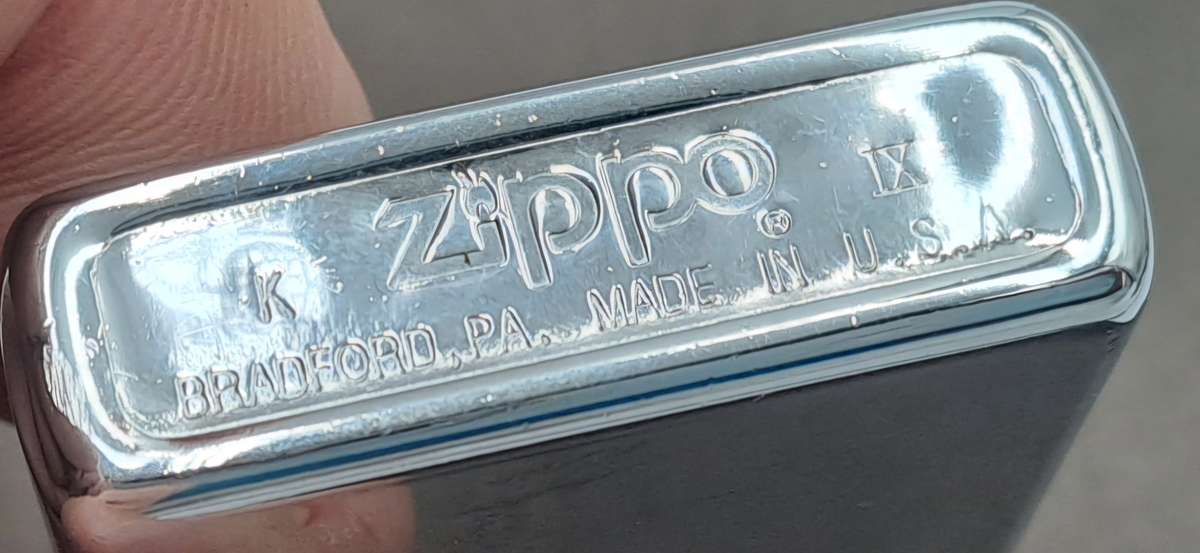 K Zippo ® IX
BRADFORD, PA. MADE IN U.S.A.